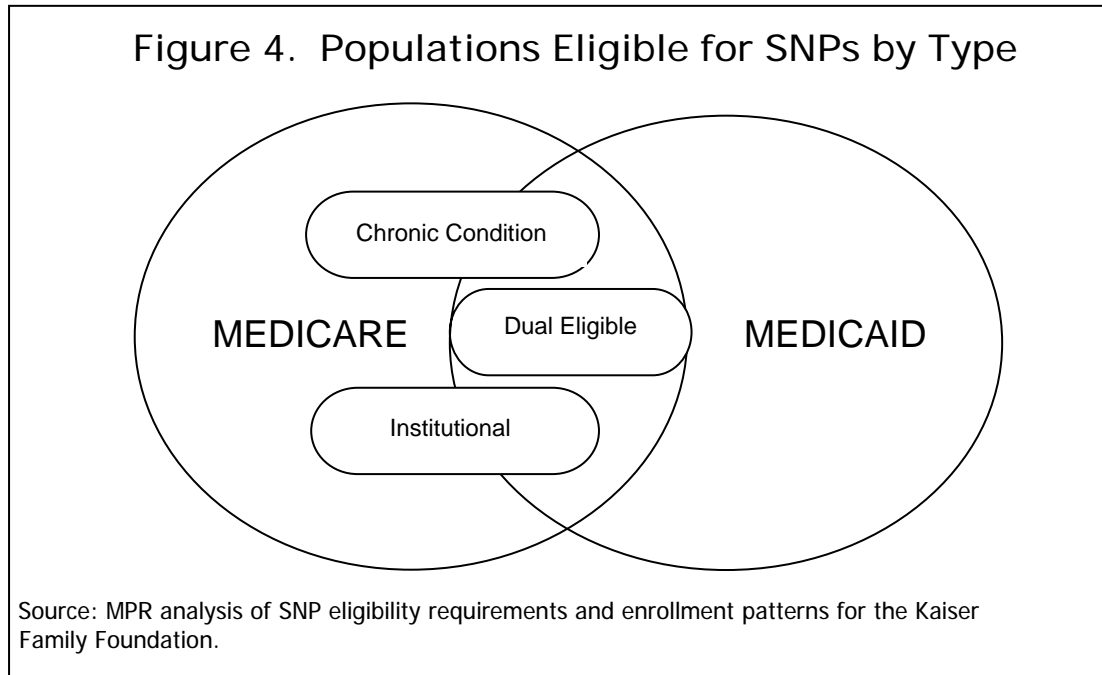 Figure 4. Populations Eligible for SNPs by Type
Chronic Condition
MEDICARE
Dual Eligible
MEDICAID
Institutional
Source: MPR analysis of SNP eligibility requirements and enrollment patterns for the Kaiser
Family Foundation.